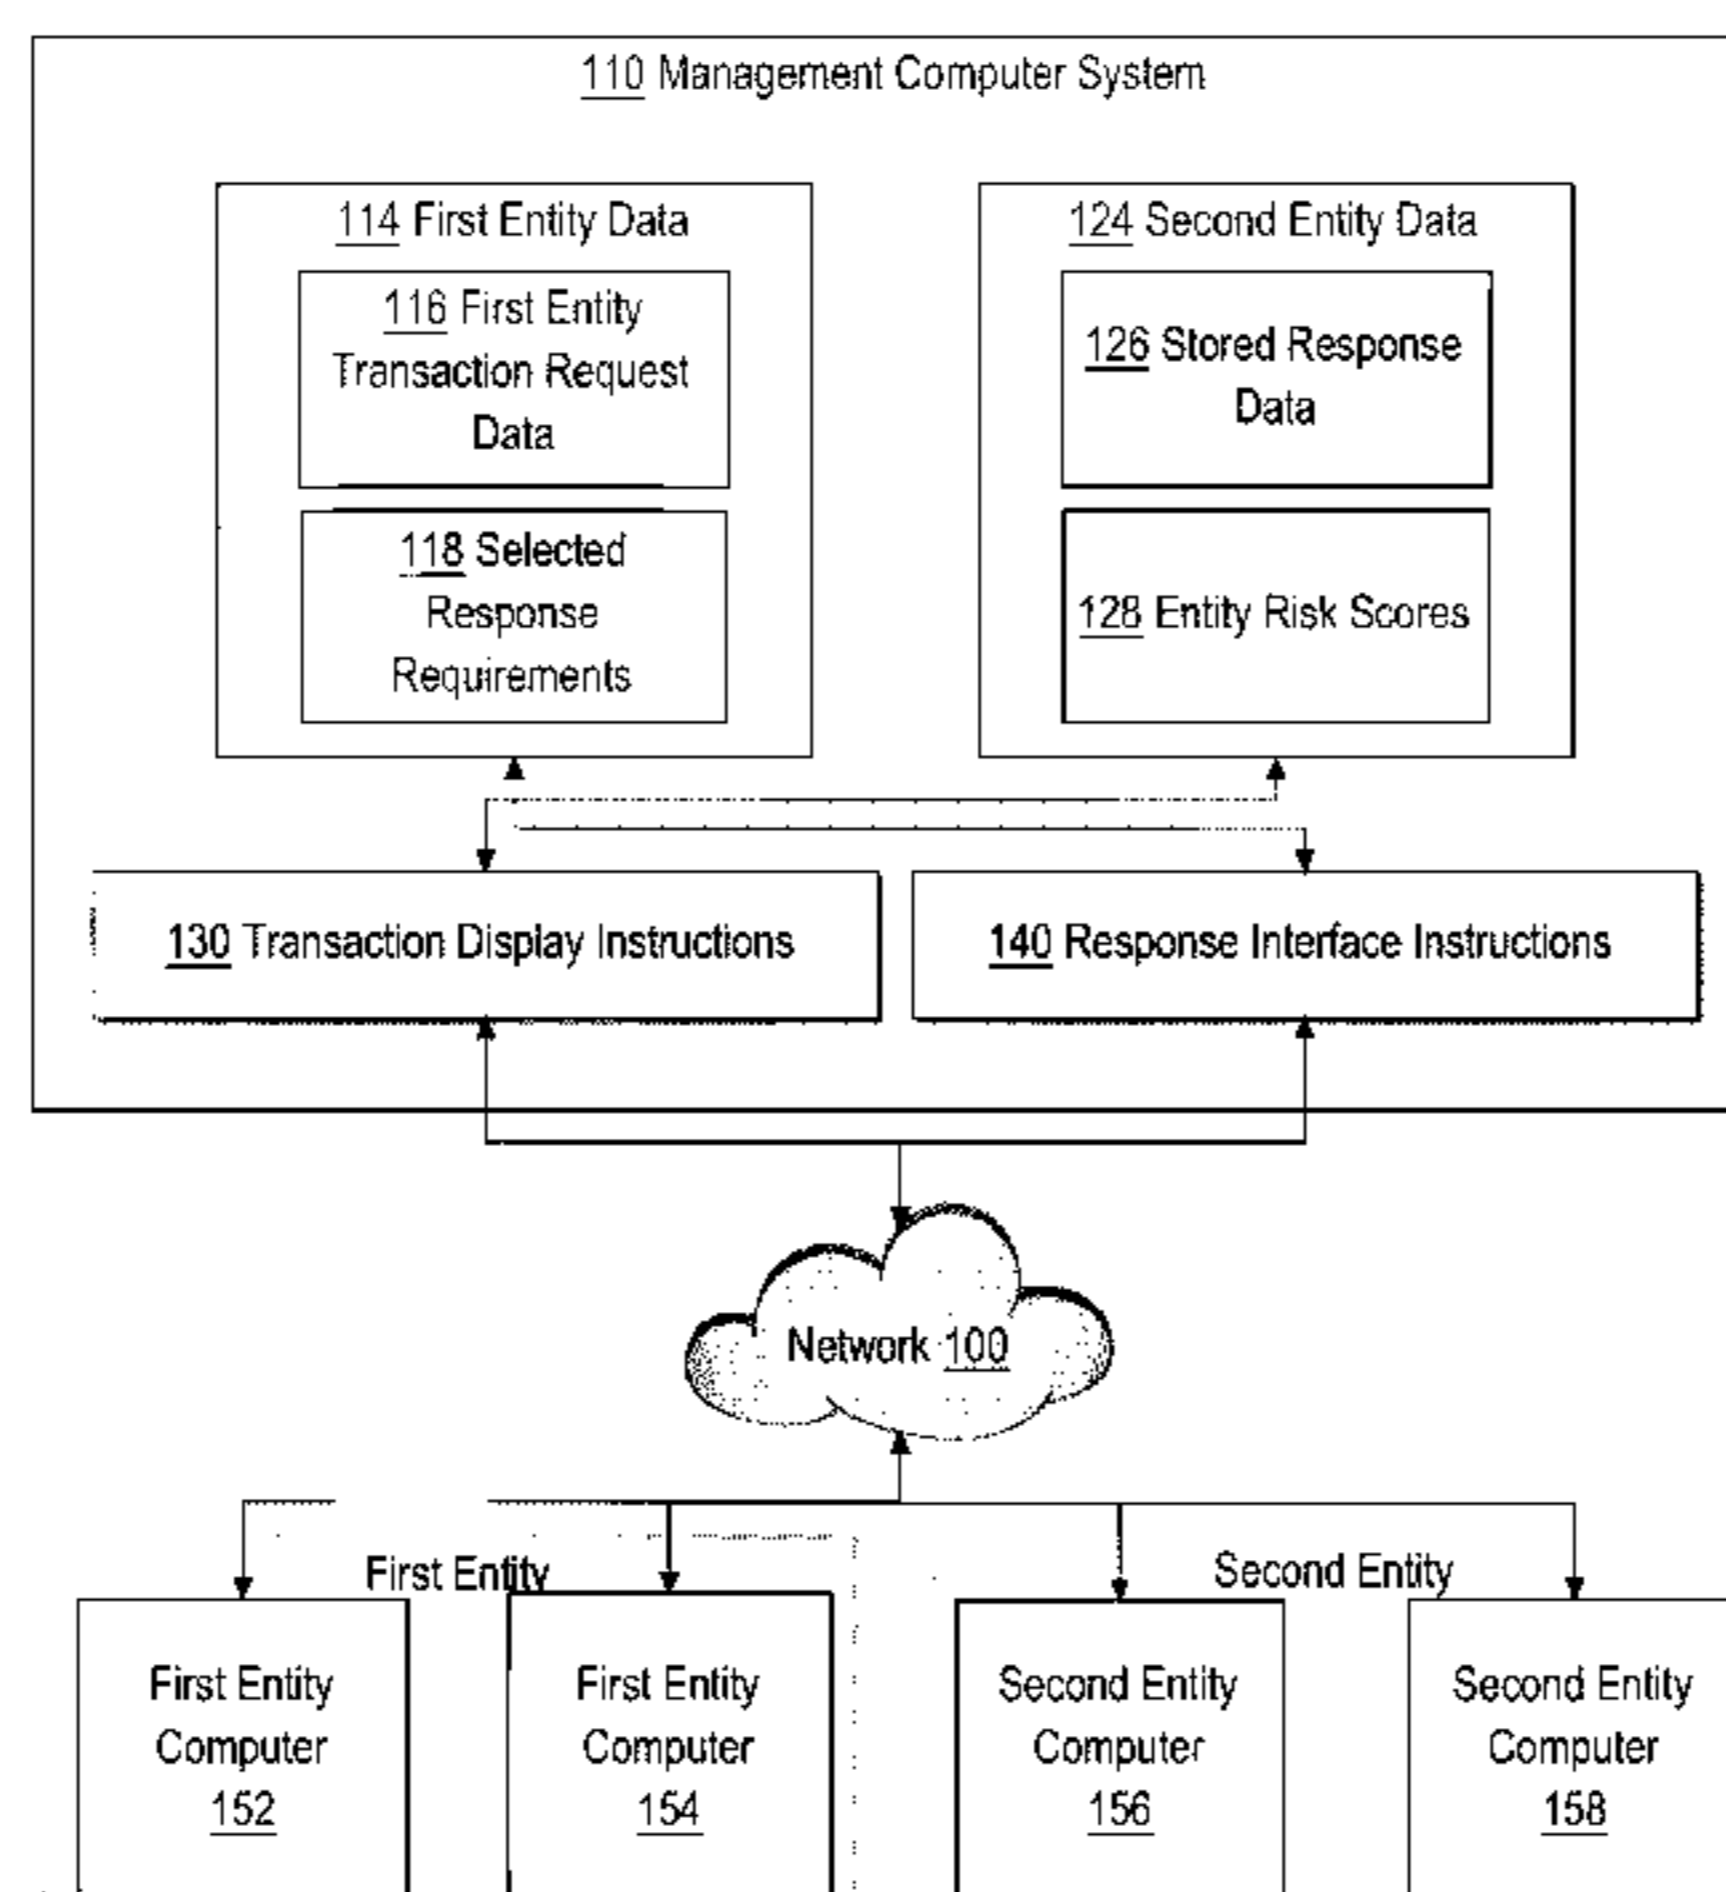 110 Management Computer System
114 First Entity Data
116 First Entity
Transaction Request
Data
118 Selected
Response
Requirements
124 Second Entity Data
126 Stored Response
Data
128 Entity Risk Scores
130 Transaction Display Instructions
140 Response Interface Instructions
Network 100
First Entity
First Entity
Computer
152
First Entity
Computer
154
Second Entity
Second Entity
Computer
156
Second Entity
Computer
158